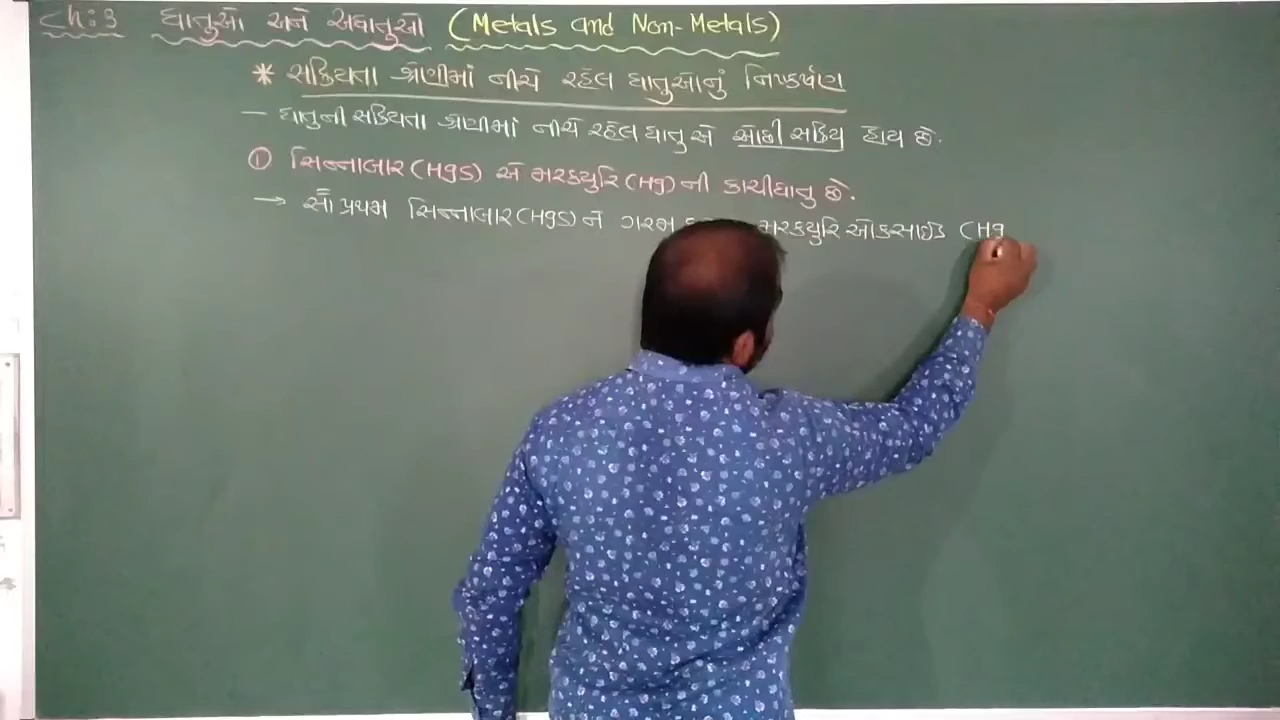 Ch:3 ધાતુઓ અને અધાતુઓ (Metals and Non-Metals)
* સક્રિયતા શ્રેણીમાં નીચે રહેલ ધાતુઓનું નિષ્કર્ષણ
- ધાતુની સક્રિયતા શ્રેણીમાં નીચે રહેલ ધાતુ એ ઓછી સક્રિય હોય છે.
① સિન્નાબાર (HgS) એ મરક્યુરિ (Hg) ની કાચીધાતુ છે.
→ સૌ પ્રથમ સિન્નાબાર (HgS) ને ગરમ મરક્યુરિ ઓકસાઇડ (Hg